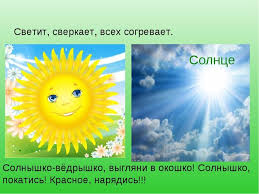 Светит, сверкает, всех согревает.
Солнце
Солнышко-вёдрышко, выгляни в окошко! Солнышко,
покатись! Красное, нарядись!!!